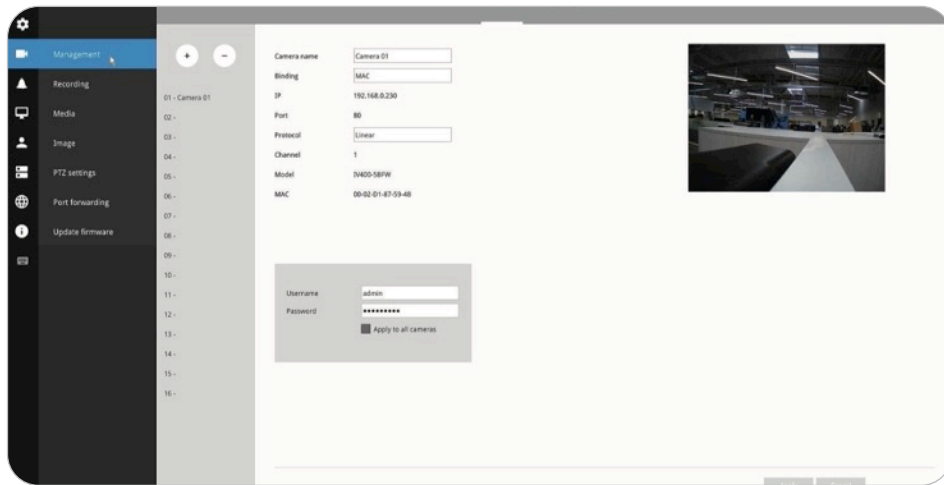 Management
Recording
Media
Image
PTZ settings
Port forwarding
Update firmware
+ -
01 - Camera 01
02 -
03 -
04 -
05 -
06 -
07 -
08 -
09 -
10 -
11 -
12 -
13 -
14 -
15 -
16 -
Camera name Camera 01
Binding MAC
IP 192.168.0.230
Port 80
Protocol Linear
Channel 1
Model IV400-5BFW
MAC 00-02-D1-87-59-48
Username admin
Password •••••••••
Apply to all cameras